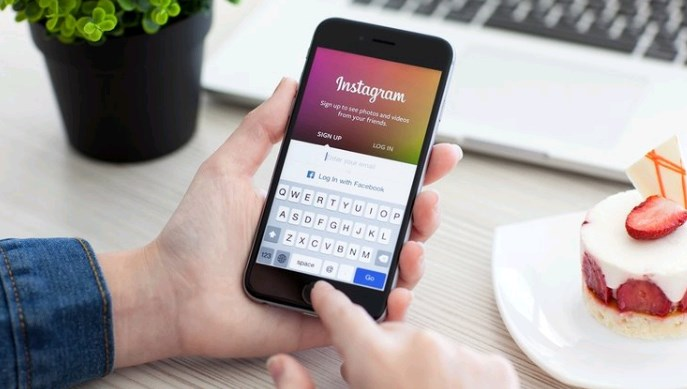 Instagram
Sign up to see photos and videos
from your friends.
SIGN UP LOG IN
Enter your email
Log In with Facebook
Q W E R T Y U I O P
A S D F G H J K L
Z X C V B N M
123 space @ . Go